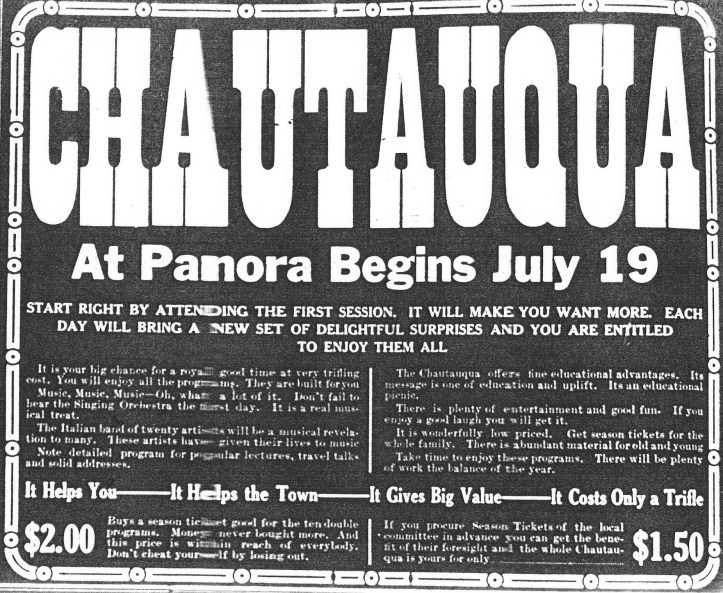 CHAUTAUQUA
At Panora Begins July 19
START RIGHT BY ATTENDING THE FIRST SESSION. IT WILL MAKE YOU WANT MORE. EACH
DAY WILL BRING A NEW SET OF DELIGHTFUL SURPRISES AND YOU ARE ENTITLED
TO ENJOY THEM ALL
It is your big chance for a royal good time at very trifling
cost. You will enjoy all the programs. They are built for you
Music, Music, Music—Oh, what a lot of it. Don't fail to
hear the Singing Orchestra the first day. It is a real mus-
ical treat.
The Italian band of twenty artists will be a musical revela-
tion to many. These artists have given their lives to music
Note detailed program for popular lectures, travel talks
and solid addresses.
The Chautauqua offers fine educational advantages. Its
message is one of education and uplift. Its an educational
picnic.
There is plenty of entertainment and good fun. If you
enjoy a good laugh you will get it.
It is wonderfully low priced. Get season tickets for the
whole family. There is abundant material for old and young
Take time to enjoy these programs. There will be plenty
of work the balance of the year.
It Helps You—It Helps the Town—It Gives Big Value—It Costs Only a Trifle
$2.00
Buys a season ticket good for the ten double
programs. Money never bought more. And
this price is within reach of everybody.
Don't cheat yourself by losing out.
If you procure Season Tickets of the local
committee in advance you can get the bene-
fit of their foresight and the whole Chautau-
qua is yours for only
$1.50